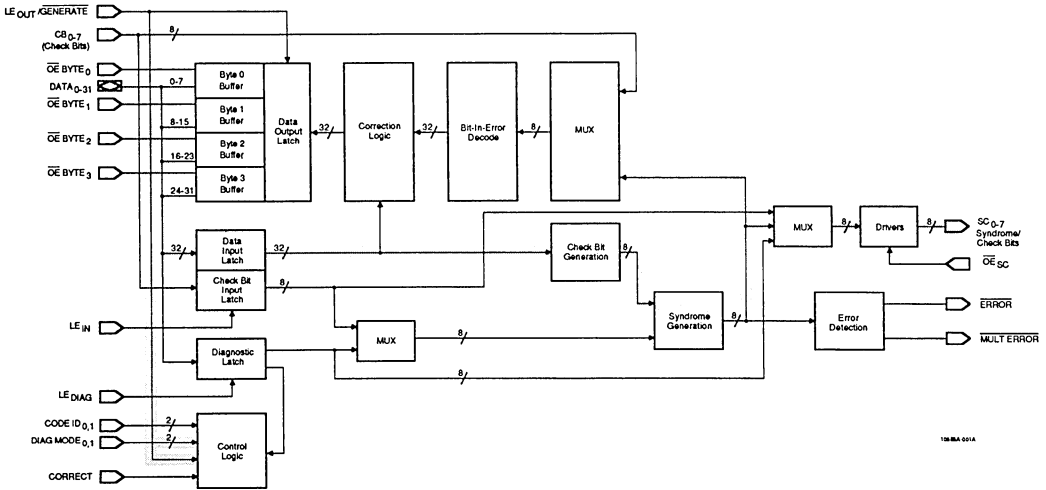 LE OUT /GENERATE
CB 0-7
(Check Bits)
8
OE BYTE 0
DATA 0-31
OE BYTE 1
OE BYTE 2
OE BYTE 3
0-7
8-15
16-23
24-31
Byte 0
Buffer
Byte 1
Buffer
Byte 2
Buffer
Byte 3
Buffer
Data
Output
Latch
32
Correction
Logic
32
Bit-In-Error
Decode
8
MUX
32
Data
Input
Latch
32
Check Bit
Input
Latch
8
LE IN
Check Bit
Generation
8
MUX
8
Drivers
8
SC 0-7
Syndrome/
Check Bits
OE SC
MUX
8
Syndrome
Generation
8
Error
Detection
ERROR
MULT ERROR
Diagnostic
Latch
8
LE DIAG
CODE ID 0,1
2
DIAG MODE 0,1
2
Control
Logic
CORRECT